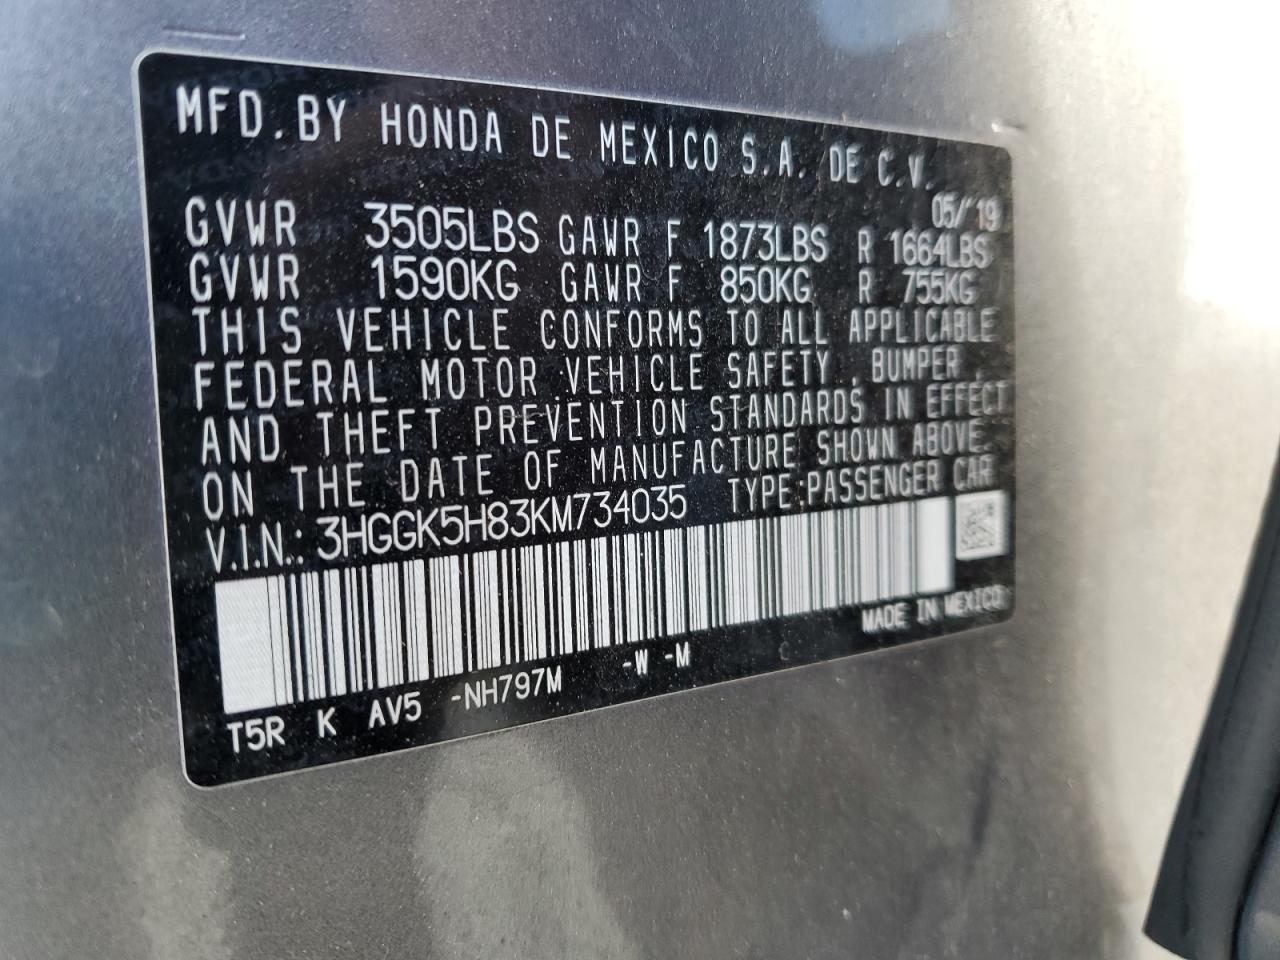 MFD. BY HONDA DE MEXICO S.A. DE C.V.
05/'19
GVWR 3505LBS GAWR F 1873LBS R 1664LBS
GVWR 1590KG GAWR F 850KG R 755KG
THIS VEHICLE CONFORMS TO ALL APPLICABLE
FEDERAL MOTOR VEHICLE SAFETY, BUMPER,
AND THEFT PREVENTION STANDARDS IN EFFECT
ON THE DATE OF MANUFACTURE SHOWN ABOVE.
V.I.N.: 3HGGK5H83KM734035 TYPE:PASSENGER CAR
MADE IN MEXICO
T5R K AV5 -NH797M -W -M